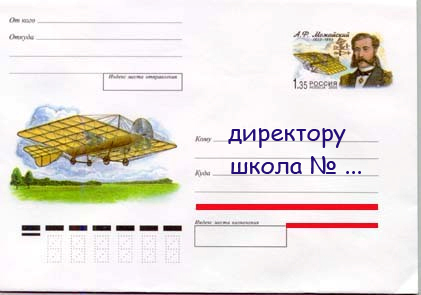 От кого
Откуда
Индекс места отправления
А.Ф. Можайский
1825-1890
1.35 РОССИЯ
Кому директору
Куда школа № ...
Индекс места назначения